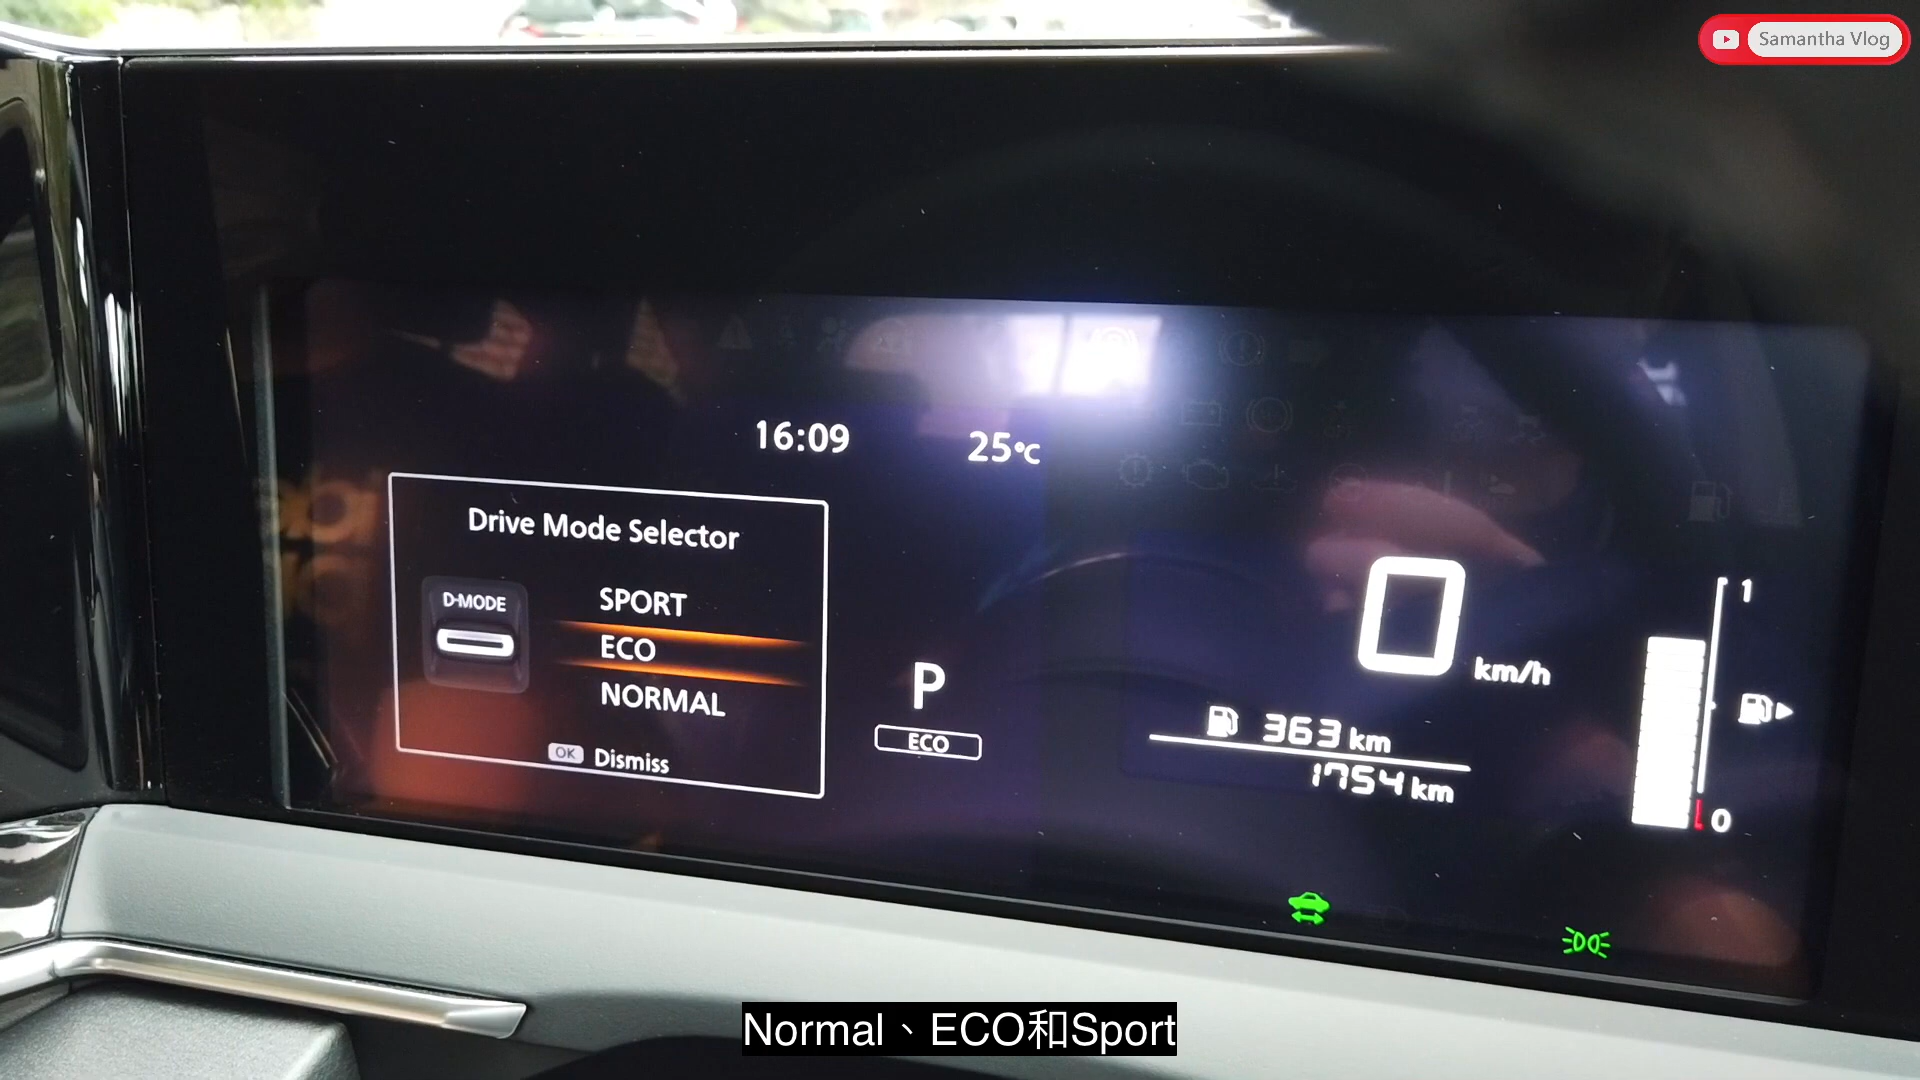 Samantha Vlog
16:09
25℃
Drive Mode Selector
D-MODE
SPORT
ECO
NORMAL
OK Dismiss
P
ECO
0 km/h
363 km
1754 km
1
0
Normal、ECO和Sport